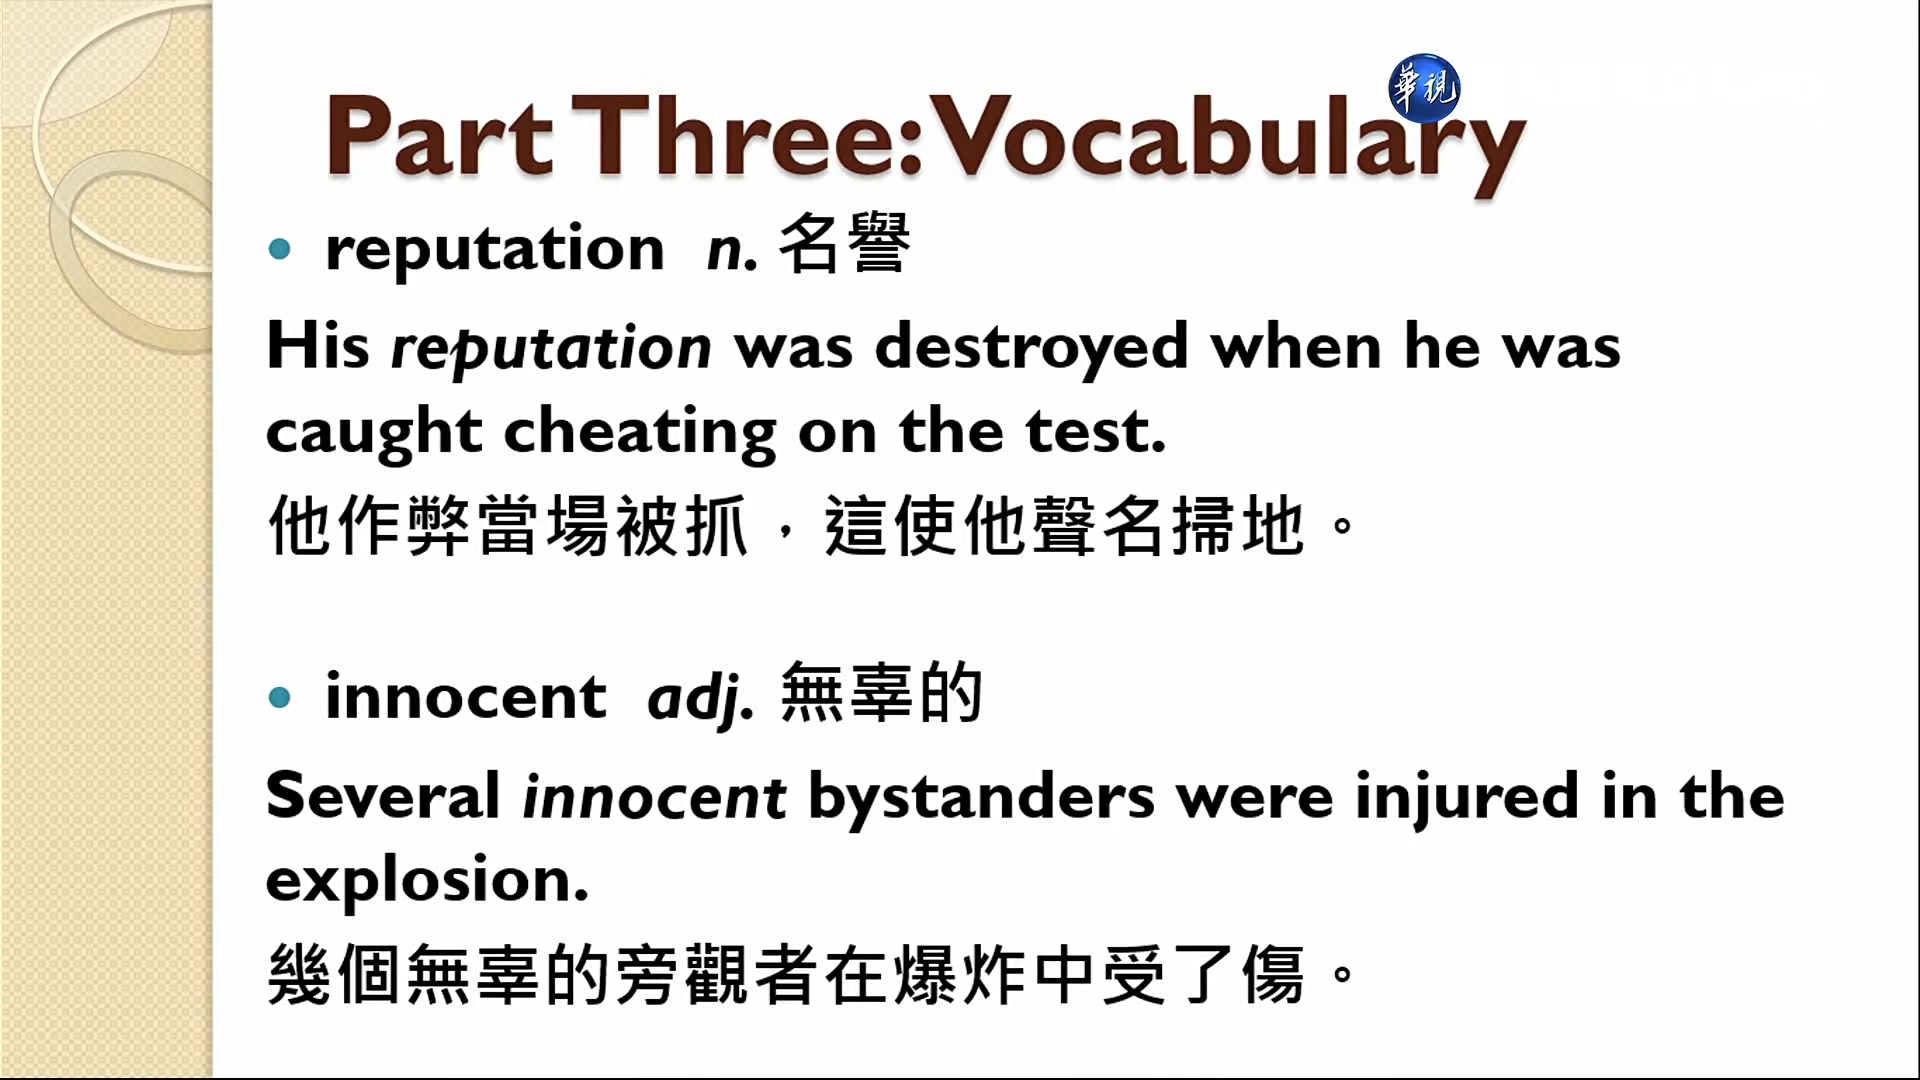 華視
Part Three: Vocabulary
• reputation n. 名譽
His reputation was destroyed when he was
caught cheating on the test.
他作弊當場被抓，這使他聲名掃地。
• innocent adj. 無辜的
Several innocent bystanders were injured in the
explosion.
幾個無辜的旁觀者在爆炸中受了傷。